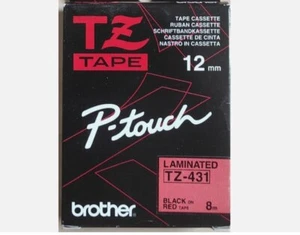 TZ
TAPE
TAPE CASSETTE
RUBAN CASSETTE
SCHRIFTBANDKASSETTE
CASSETTE DE CINTA
NASTRO IN CASSETTA
12 mm
P-touch
LAMINATED
TZ-431
BLACK ON
RED TAPE
8m
brother